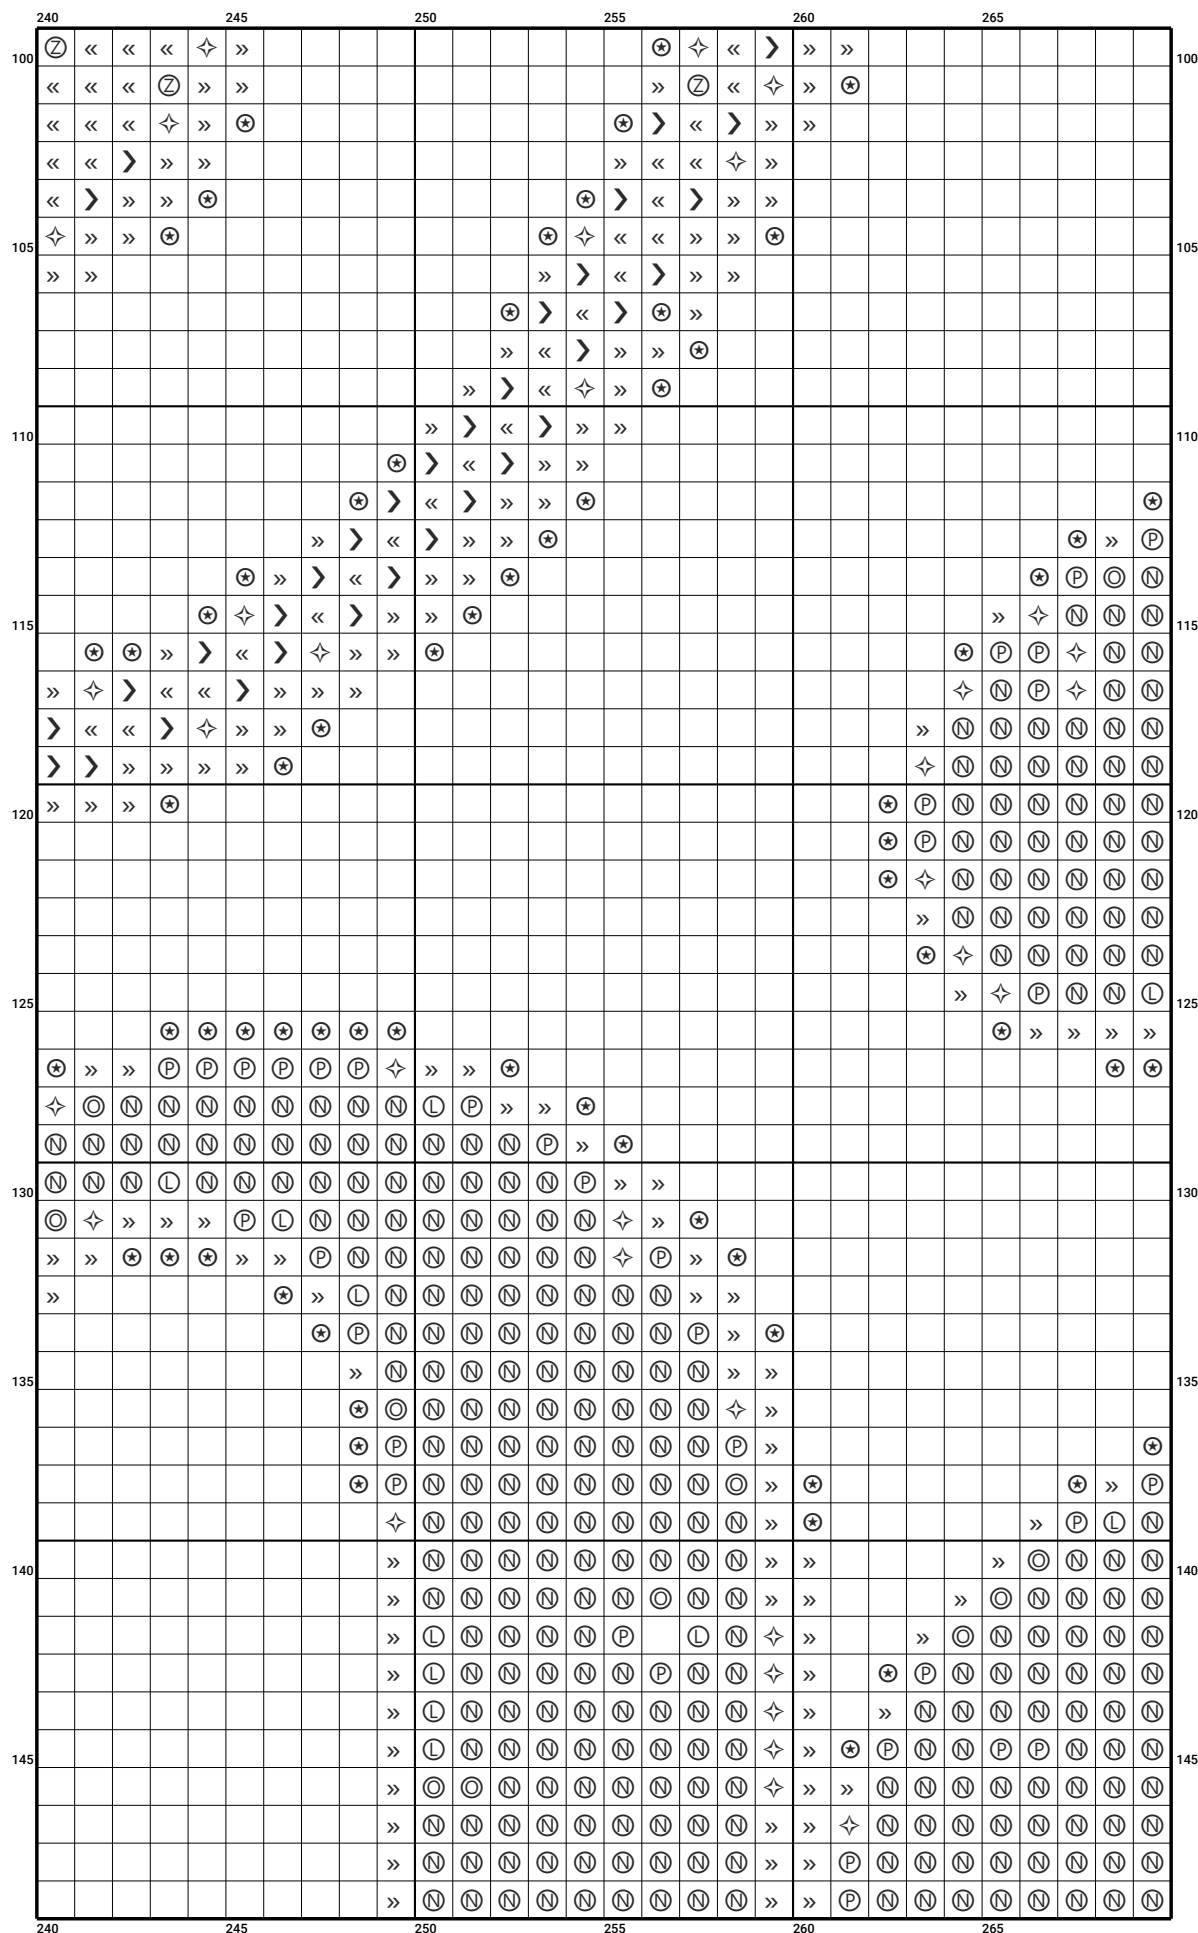 240 245 250 255 260 265
Ⓩ « « « ✧ » ✪ ✧ « ❯ » »
100 100
« « « Ⓩ » » » Ⓩ « ✧ » ✪
« « « ✧ » ✪ ✪ ❯ « ❯ » »
« « ❯ » » » « « ✧ »
« ❯ » » ✪ ✪ ❯ « ❯ » »
✧ » » ✪ ✪ ✧ « « » » ✪
105 105
» » » ❯ « ❯ » »
✪ ❯ « ❯ ✪ »
» « ❯ » » ✪
» ❯ « ✧ » ✪
» ❯ « ❯ » »
110 110
✪ ❯ « ❯ » »
✪ ❯ « ❯ » » ✪ ✪
» ❯ « ❯ » » ✪ ✪ » Ⓟ
✪ » ❯ « ❯ » » ✪ ✪ Ⓟ Ⓞ Ⓝ
✪ ✧ ❯ « ❯ » » ✪ » ✧ Ⓝ Ⓝ Ⓝ
115 115
✪ ✪ » ❯ « ❯ ✧ » » ✪ ✪ Ⓟ Ⓟ ✧ Ⓝ Ⓝ
» ✧ ❯ « « ❯ » » » ✧ Ⓝ Ⓟ ✧ Ⓝ Ⓝ
❯ « « ❯ ✧ » » ✪ » Ⓝ Ⓝ Ⓝ Ⓝ Ⓝ Ⓝ
❯ ❯ » » » » ✪ ✧ Ⓝ Ⓝ Ⓝ Ⓝ Ⓝ Ⓝ
» » » ✪ ✪ Ⓟ Ⓝ Ⓝ Ⓝ Ⓝ Ⓝ Ⓝ
120 120
✪ Ⓟ Ⓝ Ⓝ Ⓝ Ⓝ Ⓝ Ⓝ
✪ ✧ Ⓝ Ⓝ Ⓝ Ⓝ Ⓝ Ⓝ
» Ⓝ Ⓝ Ⓝ Ⓝ Ⓝ Ⓝ
✪ ✧ Ⓝ Ⓝ Ⓝ Ⓝ Ⓝ
» ✧ Ⓟ Ⓝ Ⓝ Ⓛ
125 125
✪ ✪ ✪ ✪ ✪ ✪ ✪ ✪ » » » »
✪ » » Ⓟ Ⓟ Ⓟ Ⓟ Ⓟ Ⓟ ✧ » » ✪ ✪ ✪
✧ Ⓞ Ⓝ Ⓝ Ⓝ Ⓝ Ⓝ Ⓝ Ⓝ Ⓝ Ⓛ Ⓟ » » ✪
Ⓝ Ⓝ Ⓝ Ⓝ Ⓝ Ⓝ Ⓝ Ⓝ Ⓝ Ⓝ Ⓝ Ⓝ Ⓝ Ⓟ » ✪
Ⓝ Ⓝ Ⓝ Ⓛ Ⓝ Ⓝ Ⓝ Ⓝ Ⓝ Ⓝ Ⓝ Ⓝ Ⓝ Ⓝ Ⓟ » »
130 130
Ⓞ ✧ » » » Ⓟ Ⓛ Ⓝ Ⓝ Ⓝ Ⓝ Ⓝ Ⓝ Ⓝ Ⓝ ✧ » ✪
» » ✪ ✪ ✪ » » Ⓟ Ⓝ Ⓝ Ⓝ Ⓝ Ⓝ Ⓝ Ⓝ ✧ Ⓟ » ✪
» ✪ » Ⓛ Ⓝ Ⓝ Ⓝ Ⓝ Ⓝ Ⓝ Ⓝ Ⓝ » »
✪ Ⓟ Ⓝ Ⓝ Ⓝ Ⓝ Ⓝ Ⓝ Ⓝ Ⓝ Ⓟ » ✪
» Ⓝ Ⓝ Ⓝ Ⓝ Ⓝ Ⓝ Ⓝ Ⓝ Ⓝ » »
135 135
✪ Ⓞ Ⓝ Ⓝ Ⓝ Ⓝ Ⓝ Ⓝ Ⓝ Ⓝ ✧ »
✪ Ⓟ Ⓝ Ⓝ Ⓝ Ⓝ Ⓝ Ⓝ Ⓝ Ⓝ Ⓟ » ✪
✪ Ⓟ Ⓝ Ⓝ Ⓝ Ⓝ Ⓝ Ⓝ Ⓝ Ⓝ Ⓞ » ✪ ✪ » Ⓟ
✧ Ⓝ Ⓝ Ⓝ Ⓝ Ⓝ Ⓝ Ⓝ Ⓝ Ⓝ » ✪ » Ⓟ Ⓛ Ⓝ
» Ⓝ Ⓝ Ⓝ Ⓝ Ⓝ Ⓝ Ⓝ Ⓝ Ⓝ » » » Ⓞ Ⓝ Ⓝ Ⓝ
140 140
» Ⓝ Ⓝ Ⓝ Ⓝ Ⓝ Ⓝ Ⓞ Ⓝ Ⓝ » » » Ⓞ Ⓝ Ⓝ Ⓝ Ⓝ
» Ⓛ Ⓝ Ⓝ Ⓝ Ⓝ Ⓟ Ⓛ Ⓝ ✧ » » Ⓞ Ⓝ Ⓝ Ⓝ Ⓝ Ⓝ
» Ⓛ Ⓝ Ⓝ Ⓝ Ⓝ Ⓝ Ⓟ Ⓝ Ⓝ ✧ » ✪ Ⓟ Ⓝ Ⓝ Ⓝ Ⓝ Ⓝ Ⓝ
» Ⓛ Ⓝ Ⓝ Ⓝ Ⓝ Ⓝ Ⓝ Ⓝ Ⓝ ✧ » » Ⓝ Ⓝ Ⓝ Ⓝ Ⓝ Ⓝ Ⓝ
» Ⓛ Ⓝ Ⓝ Ⓝ Ⓝ Ⓝ Ⓝ Ⓝ Ⓝ ✧ » ✪ Ⓟ Ⓝ Ⓝ Ⓟ Ⓟ Ⓝ Ⓝ Ⓝ
145 145
» Ⓞ Ⓞ Ⓝ Ⓝ Ⓝ Ⓝ Ⓝ Ⓝ Ⓝ ✧ » » Ⓝ Ⓝ Ⓝ Ⓝ Ⓝ Ⓝ Ⓝ Ⓝ
» Ⓝ Ⓝ Ⓝ Ⓝ Ⓝ Ⓝ Ⓝ Ⓝ Ⓝ » » ✧ Ⓝ Ⓝ Ⓝ Ⓝ Ⓝ Ⓝ Ⓝ Ⓝ
» Ⓝ Ⓝ Ⓝ Ⓝ Ⓝ Ⓝ Ⓝ Ⓝ Ⓝ » » Ⓟ Ⓝ Ⓝ Ⓝ Ⓝ Ⓝ Ⓝ Ⓝ Ⓝ
» Ⓝ Ⓝ Ⓝ Ⓝ Ⓝ Ⓝ Ⓝ Ⓝ Ⓝ » » Ⓟ Ⓝ Ⓝ Ⓝ Ⓝ Ⓝ Ⓝ Ⓝ Ⓝ
240 245 250 255 260 265